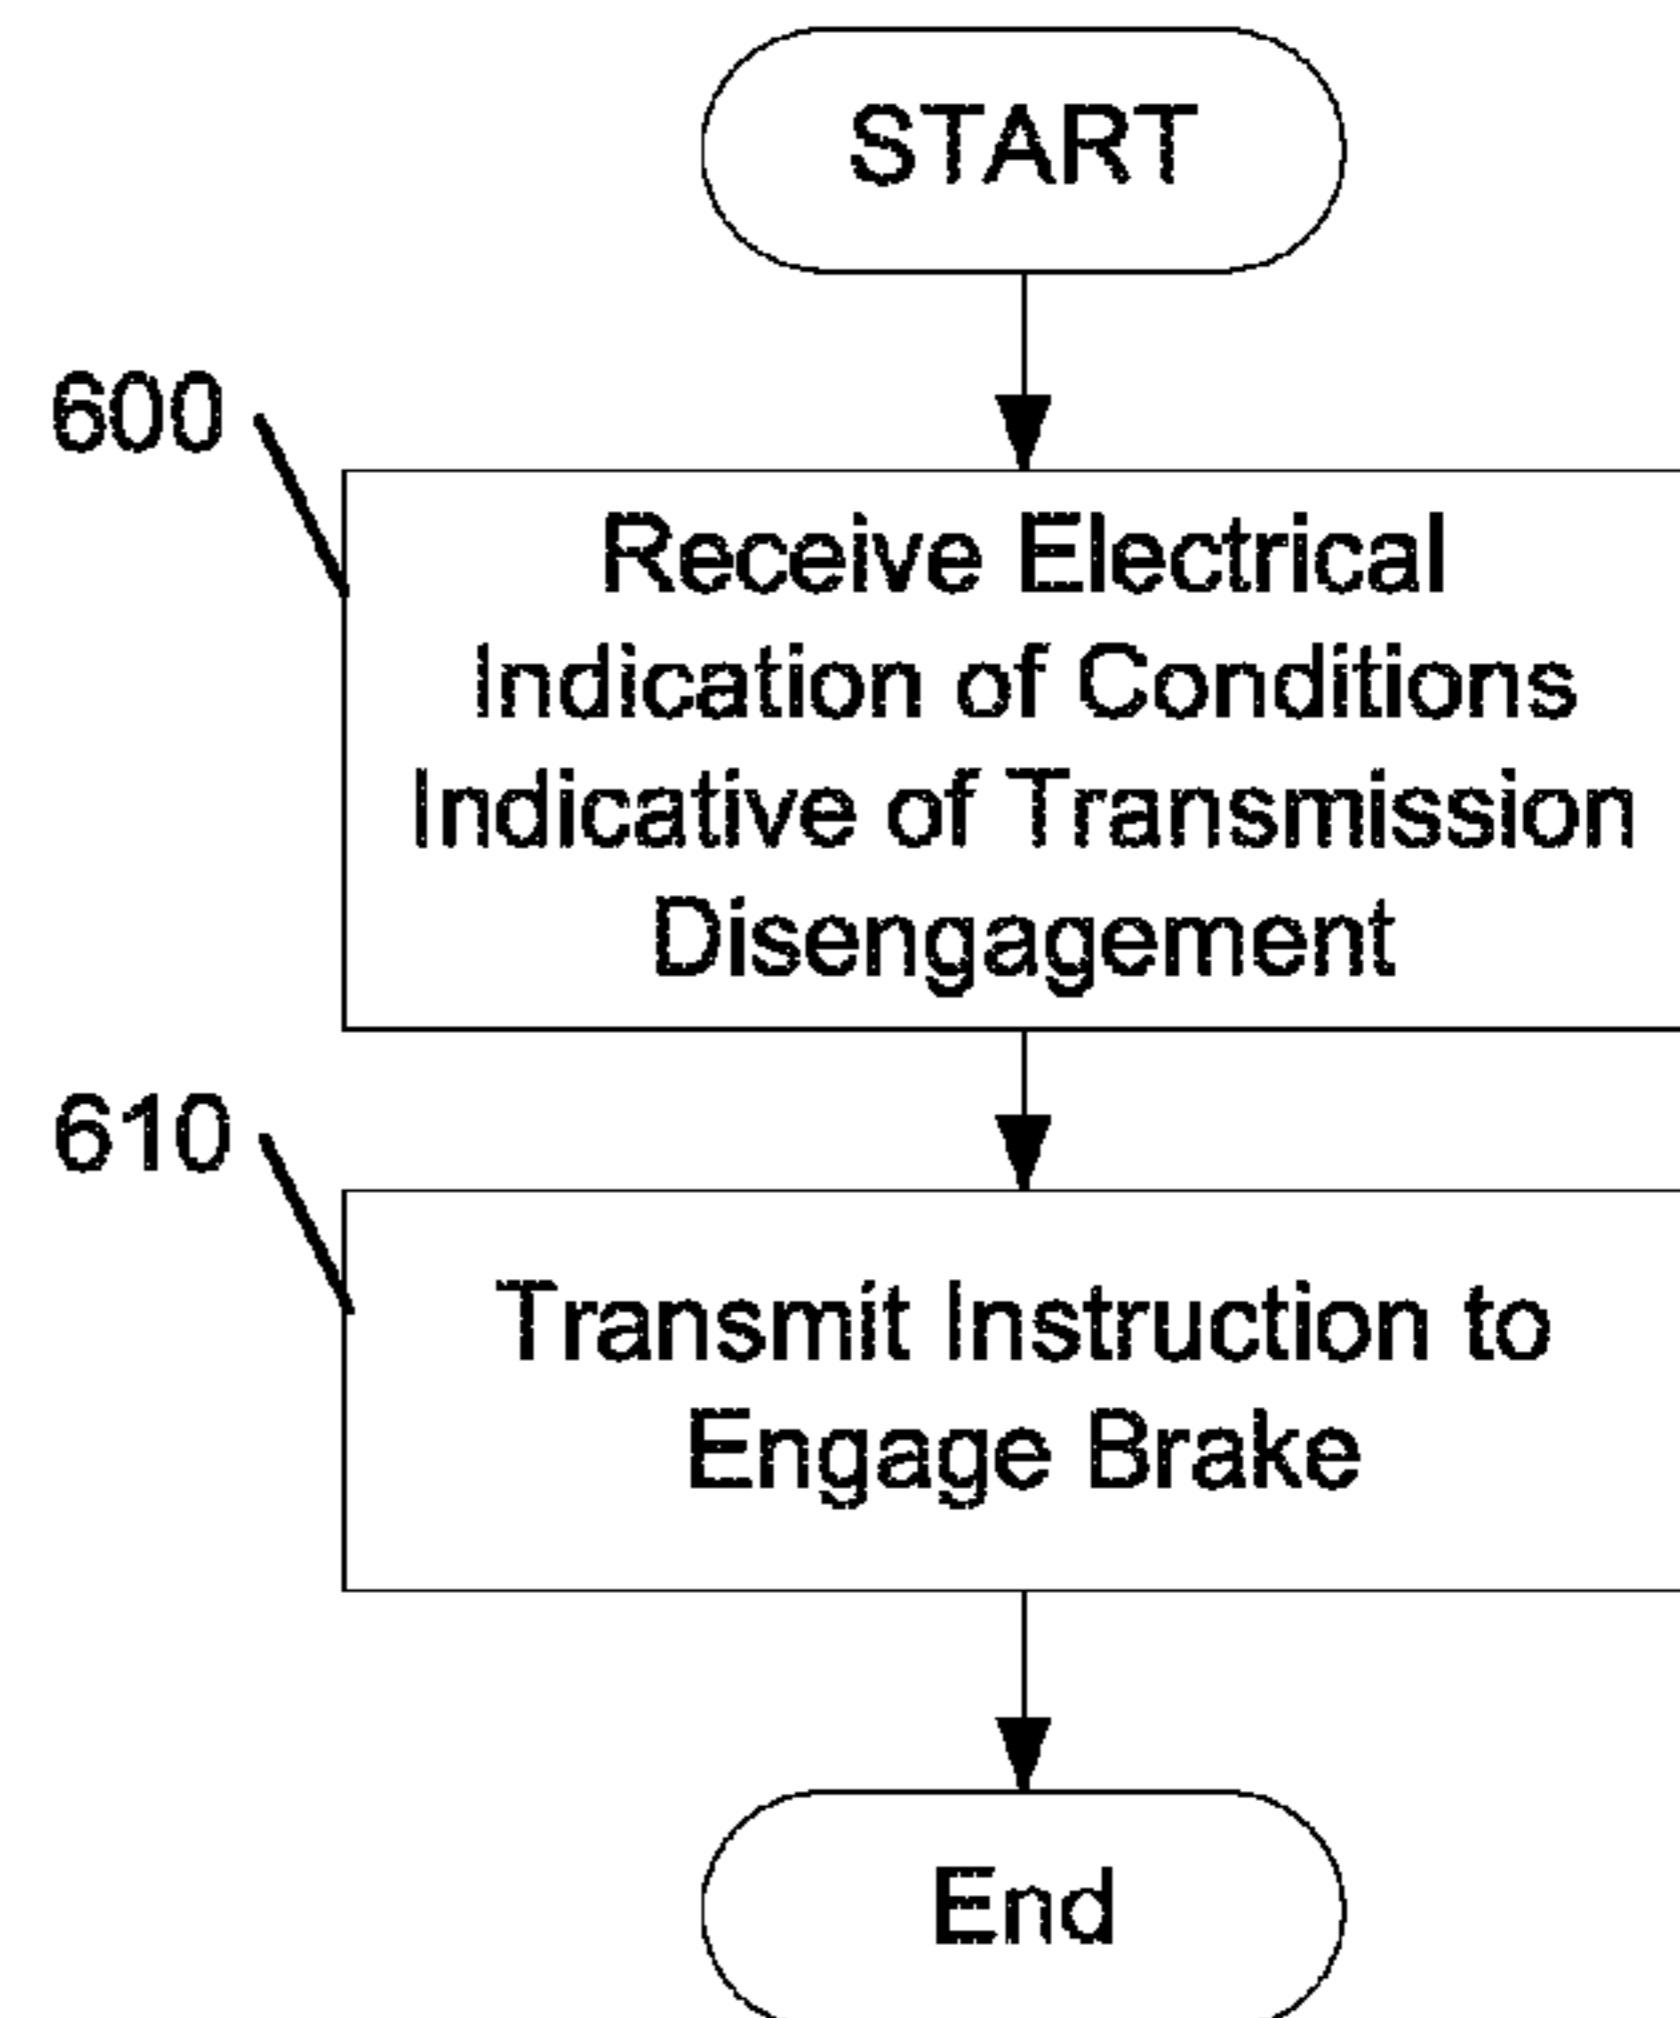 START
600
Receive Electrical
Indication of Conditions
Indicative of Transmission
Disengagement
610
Transmit Instruction to
Engage Brake
End